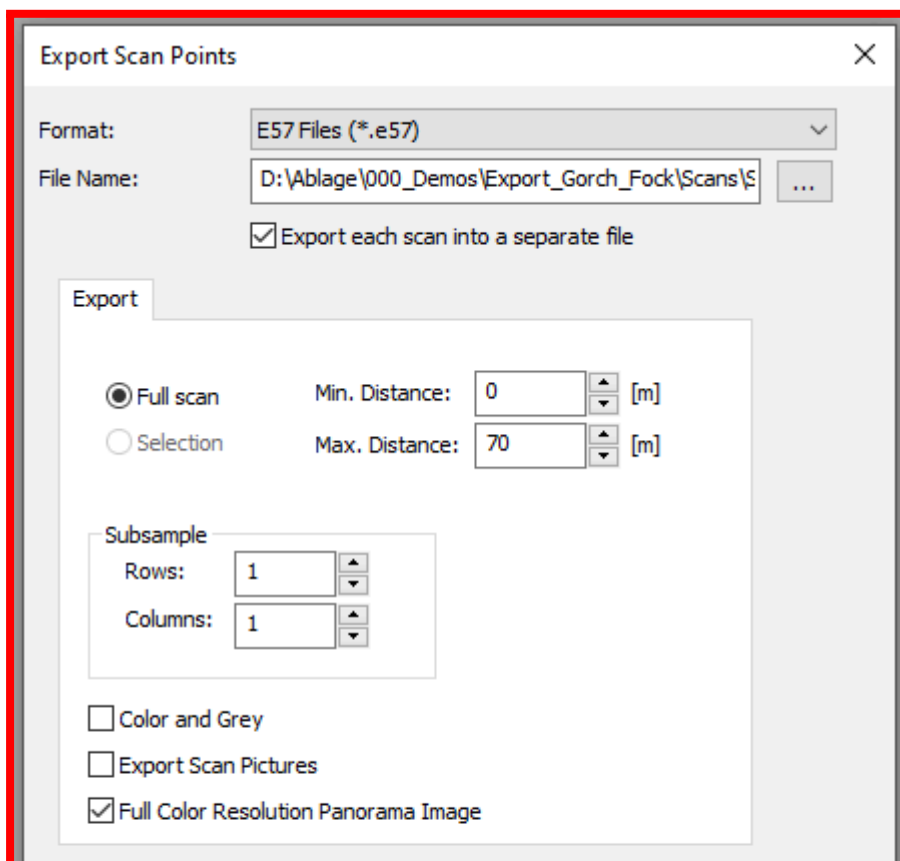 Export Scan Points
Format: E57 Files (*.e57)
File Name: D:\Ablage\000_Demos\Export_Gorch_Fock\Scans\S ...
Export each scan into a separate file
Export
Full scan Min. Distance: 0 [m]
Selection Max. Distance: 70 [m]
Subsample
Rows: 1
Columns: 1
Color and Grey
Export Scan Pictures
Full Color Resolution Panorama Image